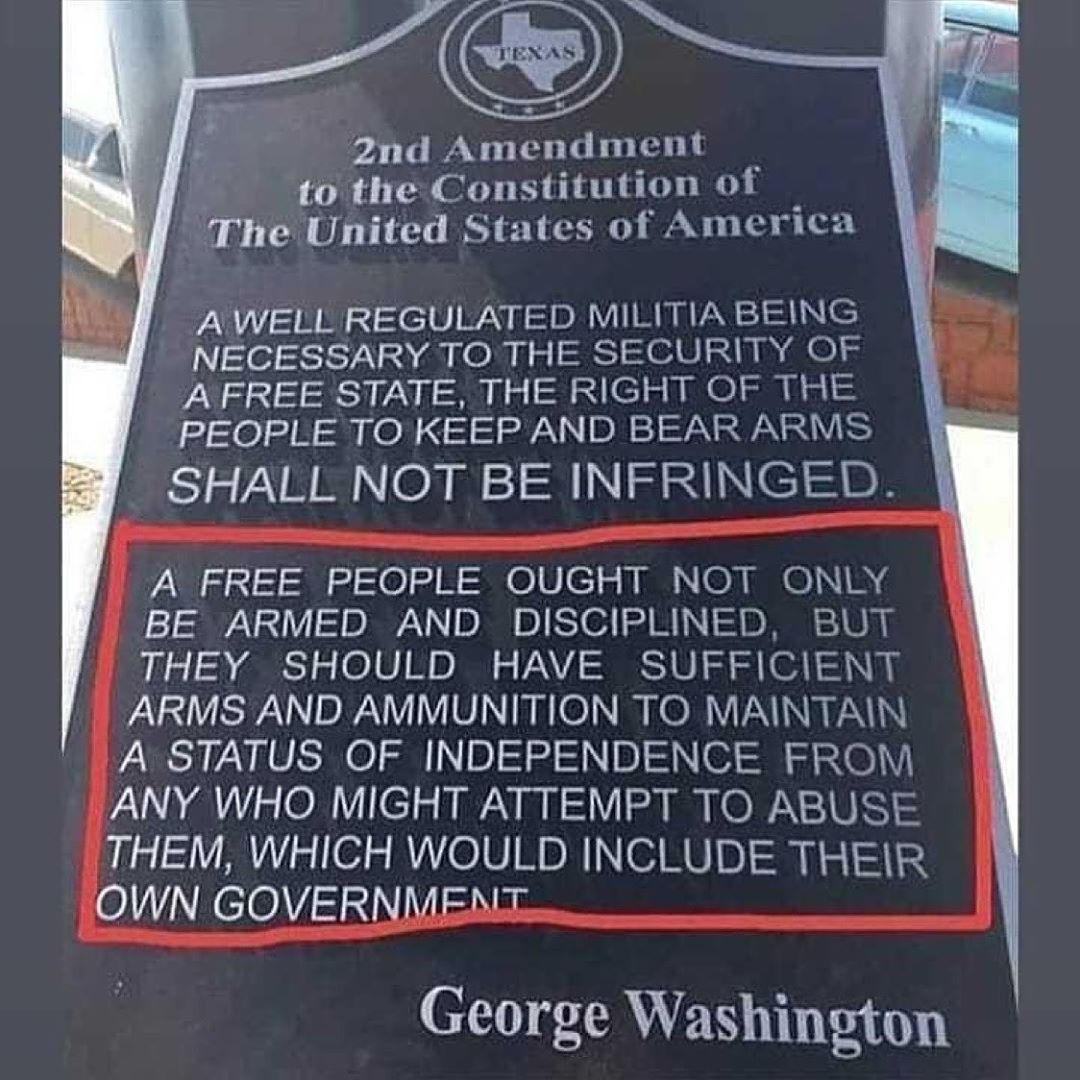 TEXAS
2nd Amendment
to the Constitution of
The United States of America
A WELL REGULATED MILITIA BEING
NECESSARY TO THE SECURITY OF
A FREE STATE, THE RIGHT OF THE
PEOPLE TO KEEP AND BEAR ARMS
SHALL NOT BE INFRINGED.
A FREE PEOPLE OUGHT NOT ONLY
BE ARMED AND DISCIPLINED, BUT
THEY SHOULD HAVE SUFFICIENT
ARMS AND AMMUNITION TO MAINTAIN
A STATUS OF INDEPENDENCE FROM
ANY WHO MIGHT ATTEMPT TO ABUSE
THEM, WHICH WOULD INCLUDE THEIR
OWN GOVERNMENT
George Washington